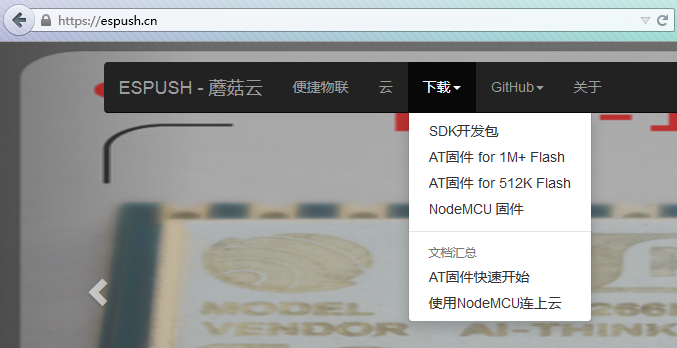 https://espush.cn
ESPUSH - 蘑菇云 便捷物联 云 下载 GitHub 关于
SDK开发包
AT固件 for 1M+ Flash
AT固件 for 512K Flash
NodeMCU 固件
文档汇总
AT固件快速开始
使用NodeMCU连上云
MODEL
VENDOR AI-THINK